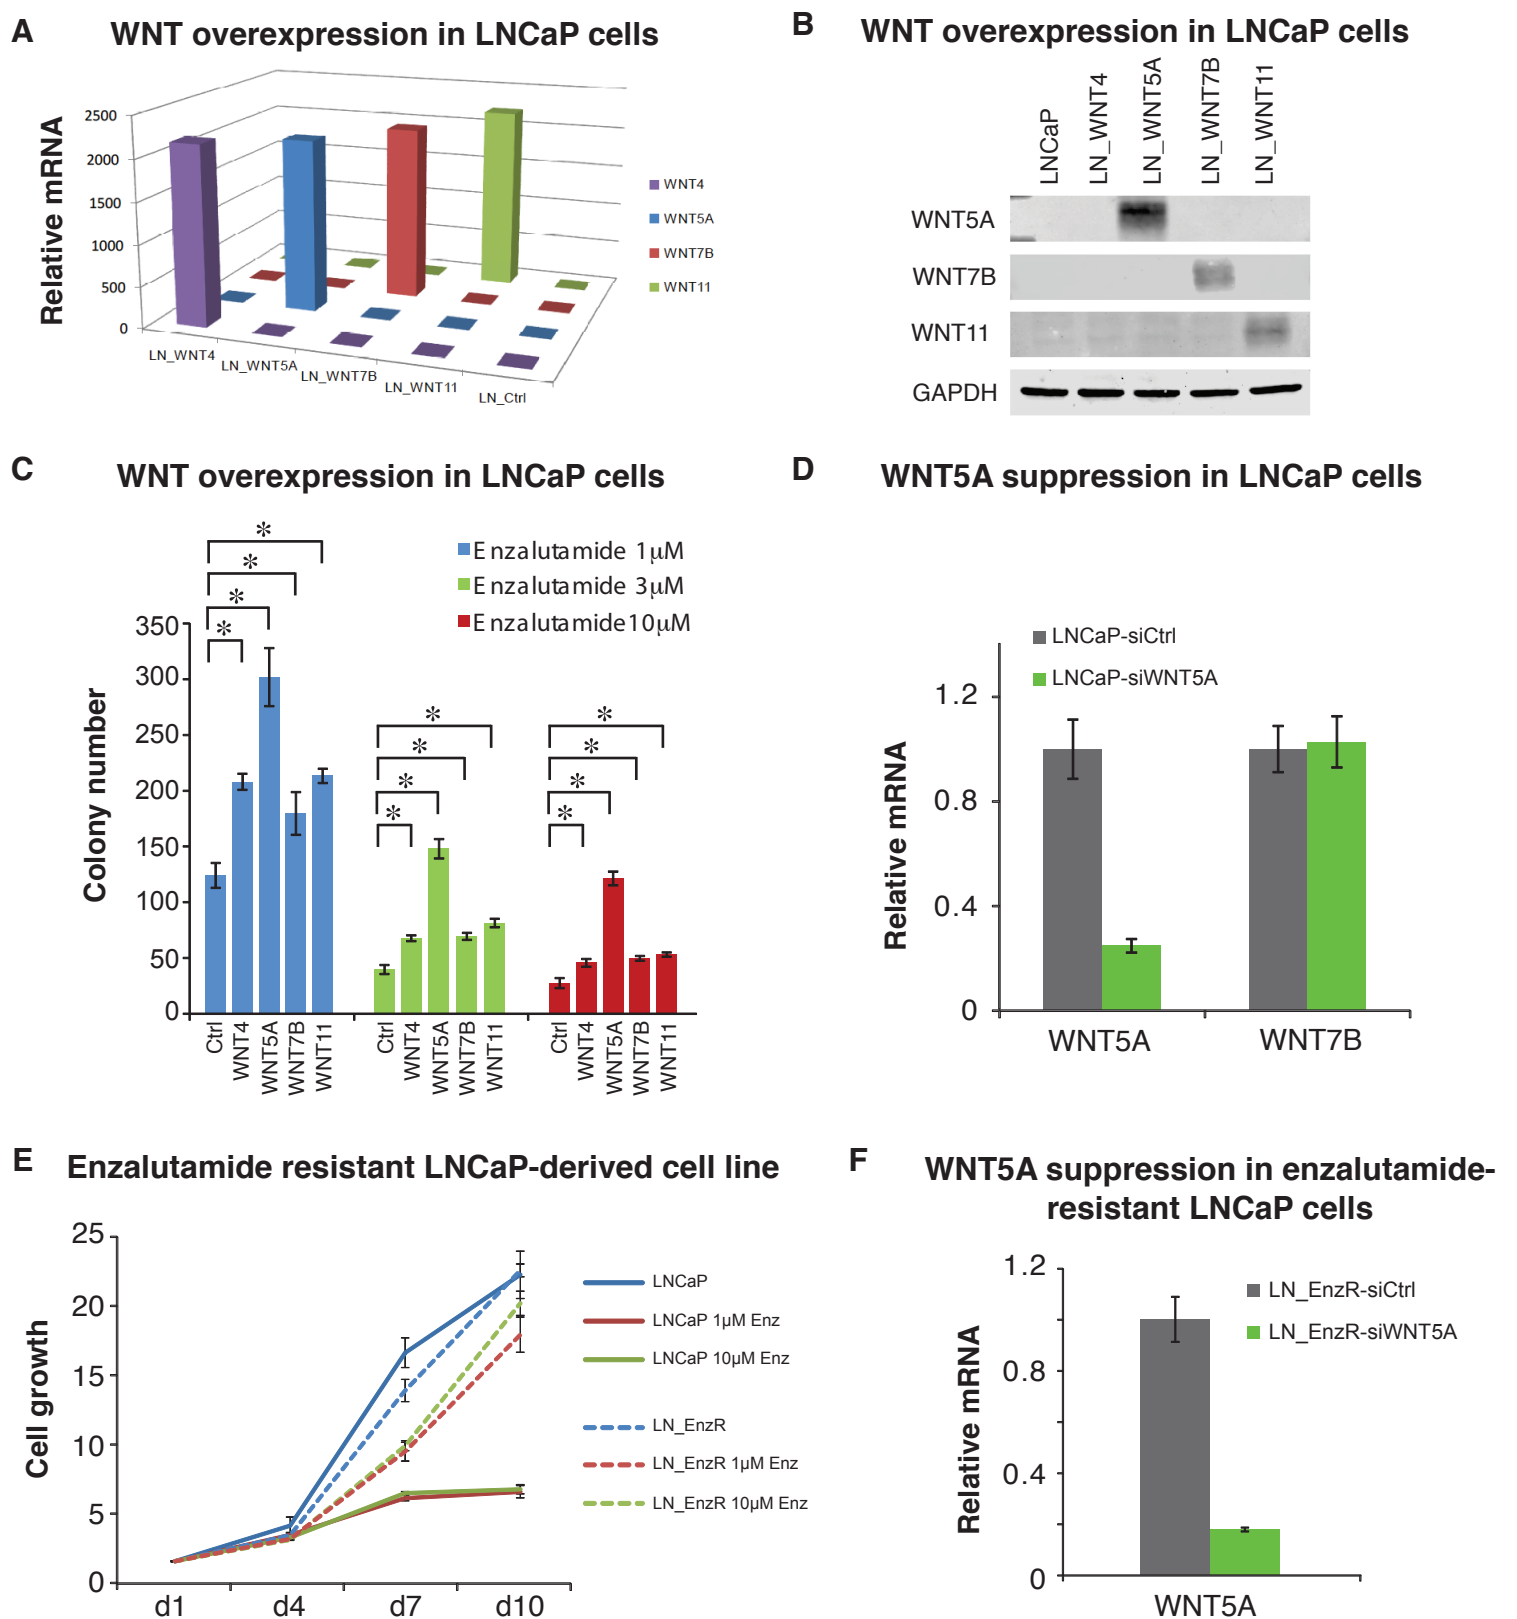 A
WNT overexpression in LNCaP cells
Relative mRNA
2500
2000
1500
1000
500
0
LN_WNT4
LN_WNT5A
LN_WNT7B
LN_WNT11
LN_Ctrl
WNT4
WNT5A
WNT7B
WNT11
B
WNT overexpression in LNCaP cells
LNCaP
LN_WNT4
LN_WNT5A
LN_WNT7B
LN_WNT11
WNT5A
WNT7B
WNT11
GAPDH
C
WNT overexpression in LNCaP cells
Enzalutamide 1μM
Enzalutamide 3μM
Enzalutamide10μM
* * * *
* * * *
* * * *
Colony number
350
300
250
200
150
100
50
0
Ctrl
WNT4
WNT5A
WNT7B
WNT11
Ctrl
WNT4
WNT5A
WNT7B
WNT11
Ctrl
WNT4
WNT5A
WNT7B
WNT11
D
WNT5A suppression in LNCaP cells
LNCaP-siCtrl
LNCaP-siWNT5A
Relative mRNA
1.2
0.8
0.4
0
WNT5A
WNT7B
E
Enzalutamide resistant LNCaP-derived cell line
Cell growth
25
20
15
10
5
0
d1
d4
d7
d10
LNCaP
LNCaP 1μM Enz
LNCaP 10μM Enz
LN_EnzR
LN_EnzR 1μM Enz
LN_EnzR 10μM Enz
F
WNT5A suppression in enzalutamide-
resistant LNCaP cells
Relative mRNA
1.2
0.8
0.4
0
LN_EnzR-siCtrl
LN_EnzR-siWNT5A
WNT5A